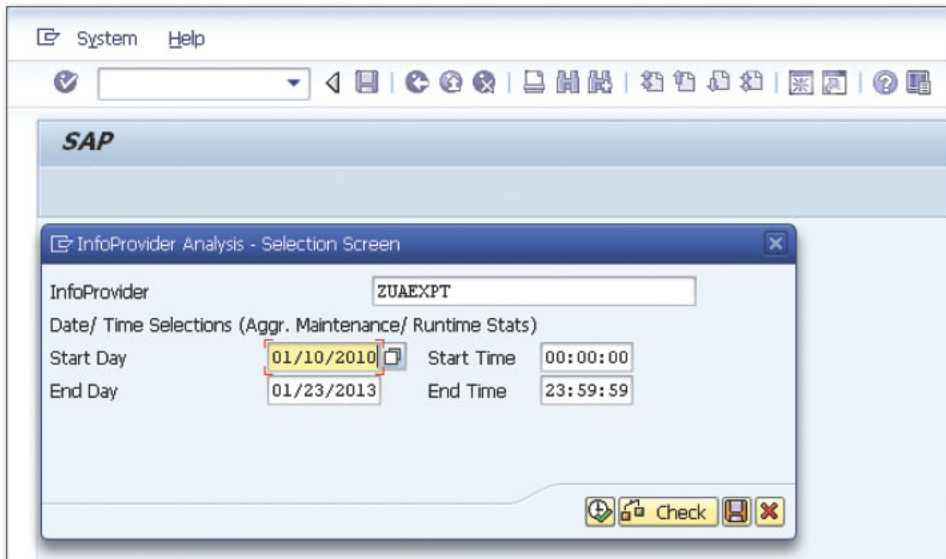 System Help
SAP
InfoProvider Analysis - Selection Screen
InfoProvider ZUAEXPT
Date/ Time Selections (Aggr. Maintenance/ Runtime Stats)
Start Day 01/10/2010 Start Time 00:00:00
End Day 01/23/2013 End Time 23:59:59
Check